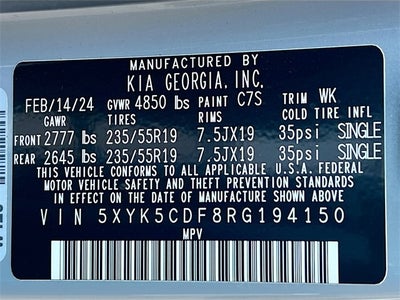 MANUFACTURED BY
KIA GEORGIA, INC.
FEB/14/24 GVWR 4850 lbs PAINT C7S TRIM WK
GAWR TIRES RIMS COLD TIRE INFL
FRONT 2777 lbs 235/55R19 7.5JX19 35psi SINGLE
REAR 2645 lbs 235/55R19 7.5JX19 35psi SINGLE
THIS VEHICLE CONFORMS TO ALL APPLICABLE U.S.A. FEDERAL
MOTOR VEHICLE SAFETY AND THEFT PREVENTION STANDARDS
IN EFFECT ON THE DATE OF MANUFACTURE SHOWN ABOVE
VIN 5XYK5CDF8RG194150
MPV